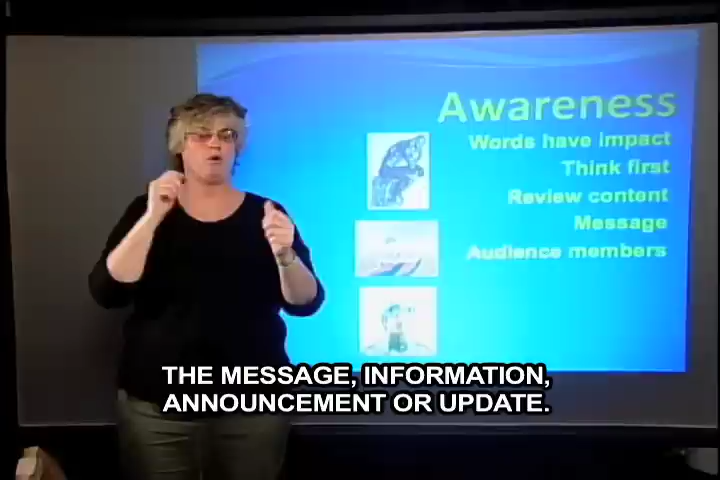 Awareness
Words have impact
Think first
Review content
Message
Audience members
THE MESSAGE, INFORMATION,
ANNOUNCEMENT OR UPDATE.